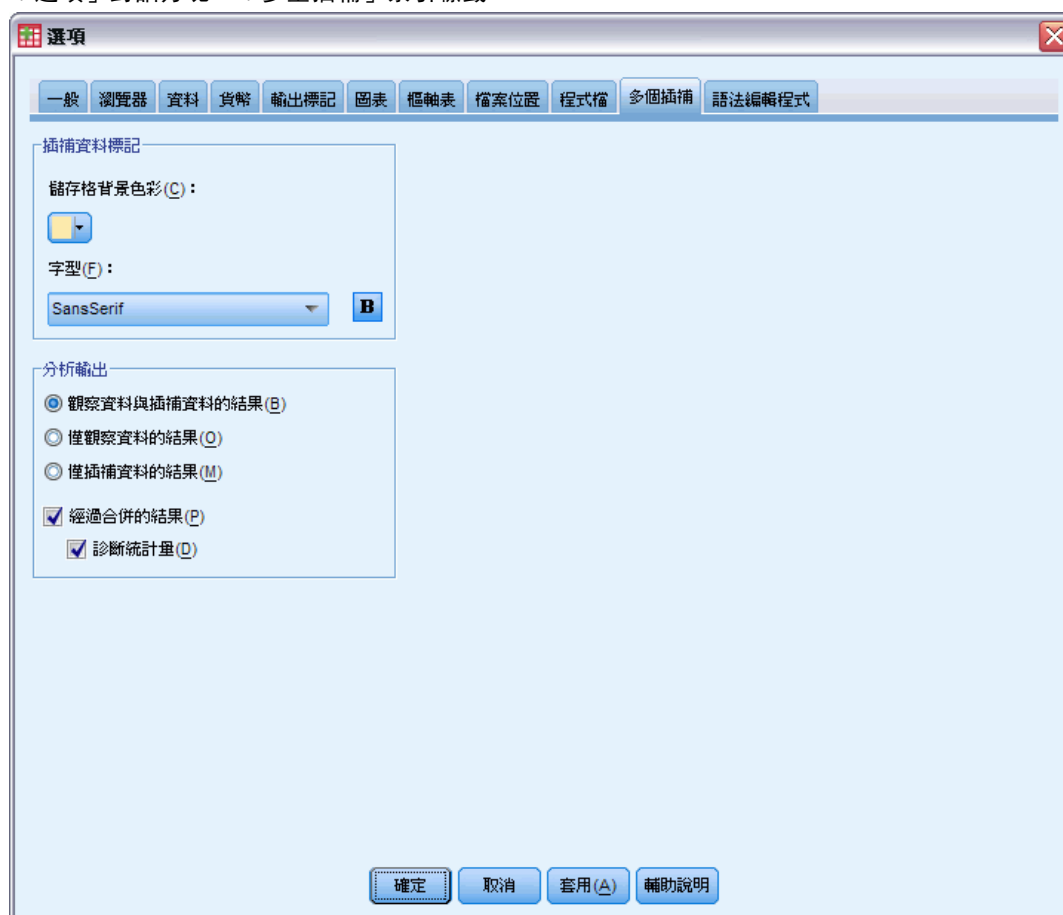 選項
一般 瀏覽器 資料 貨幣 輸出標記 圖表 樞軸表 檔案位置 程式檔 多個插補 語法編輯程式
插補資料標記
儲存格背景色彩(C):
字型(F):
SansSerif B
分析輸出
觀察資料與插補資料的結果(B)
僅觀察資料的結果(O)
僅插補資料的結果(M)
經過合併的結果(P)
診斷統計量(D)
確定 取消 套用(A) 輔助說明